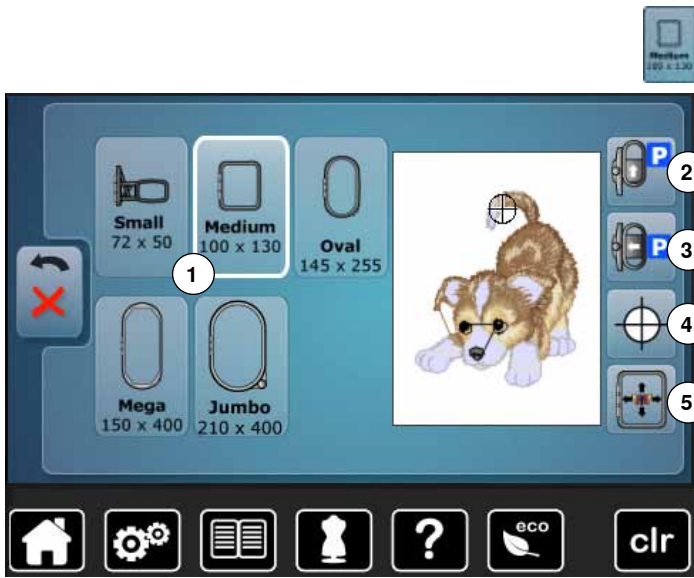 Medium
100 x 130
Small
72 x 50
Medium
100 x 130
Oval
145 x 255
Mega
150 x 400
Jumbo
210 x 400
1
P
2
P
3
4
5
?
eco
clr